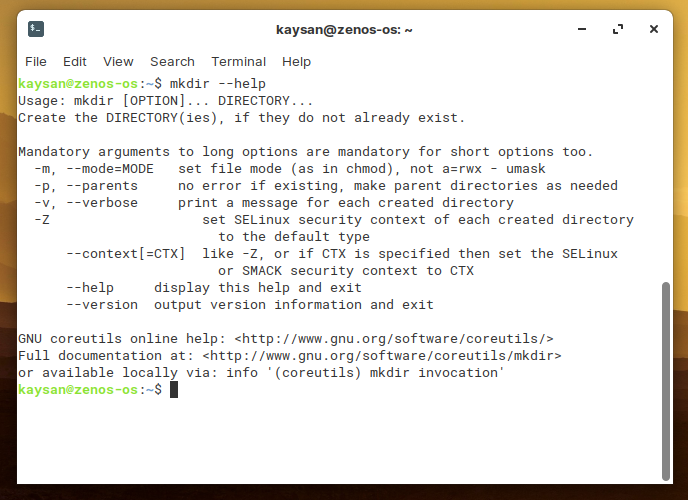 kaysan@zenos-os: ~
File Edit View Search Terminal Help
kaysan@zenos-os:~$ mkdir --help
Usage: mkdir [OPTION]... DIRECTORY...
Create the DIRECTORY(ies), if they do not already exist.
Mandatory arguments to long options are mandatory for short options too.
-m, --mode=MODE set file mode (as in chmod), not a=rwx - umask
-p, --parents no error if existing, make parent directories as needed
-v, --verbose print a message for each created directory
-Z set SELinux security context of each created directory
to the default type
--context[=CTX] like -Z, or if CTX is specified then set the SELinux
or SMACK security context to CTX
--help display this help and exit
--version output version information and exit
GNU coreutils online help: <http://www.gnu.org/software/coreutils/>
Full documentation at: <http://www.gnu.org/software/coreutils/mkdir>
or available locally via: info '(coreutils) mkdir invocation'
kaysan@zenos-os:~$